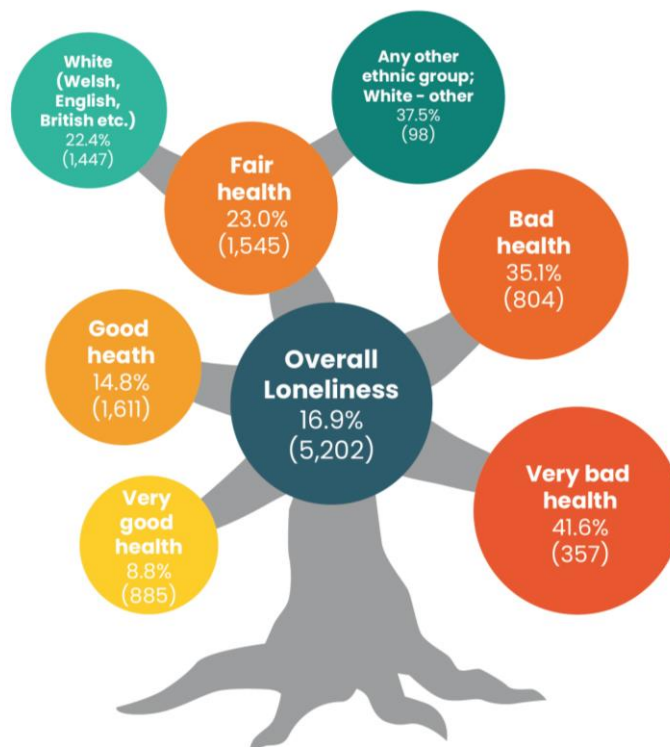 White
(Welsh,
English,
British etc.)
22.4%
(1,447)
Any other
ethnic group;
White - other
37.5%
(98)
Fair
health
23.0%
(1,545)
Bad
health
35.1%
(804)
Good
heath
14.8%
(1,611)
Overall
Loneliness
16.9%
(5,202)
Very bad
health
41.6%
(357)
Very
good
health
8.8%
(885)